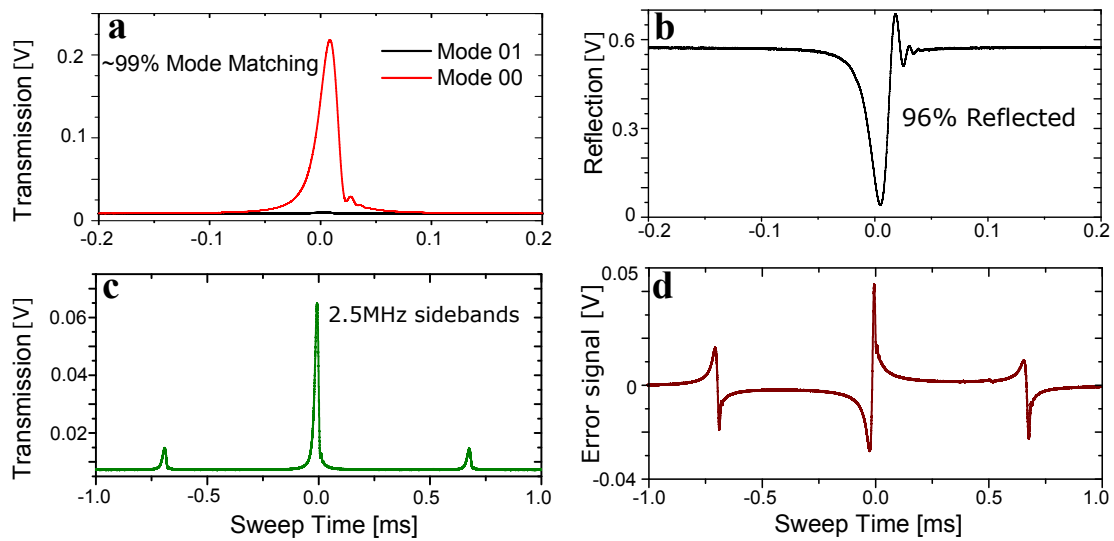 a
~99% Mode Matching
Mode 01
Mode 00
Transmission [V]
0.2
0.1
0
-0.2 -0.1 0.0 0.1 0.2
b
96% Reflected
Reflection [V]
0.6
0.3
0
-0.2 -0.1 0.0 0.1 0.2
c
2.5MHz sidebands
Transmission [V]
0.06
0.04
0.02
-1.0 -0.5 0.0 0.5 1.0
Sweep Time [ms]
d
Error signal [V]
0.05
0
-0.04
-1.0 -0.5 0.0 0.5 1.0
Sweep Time [ms]